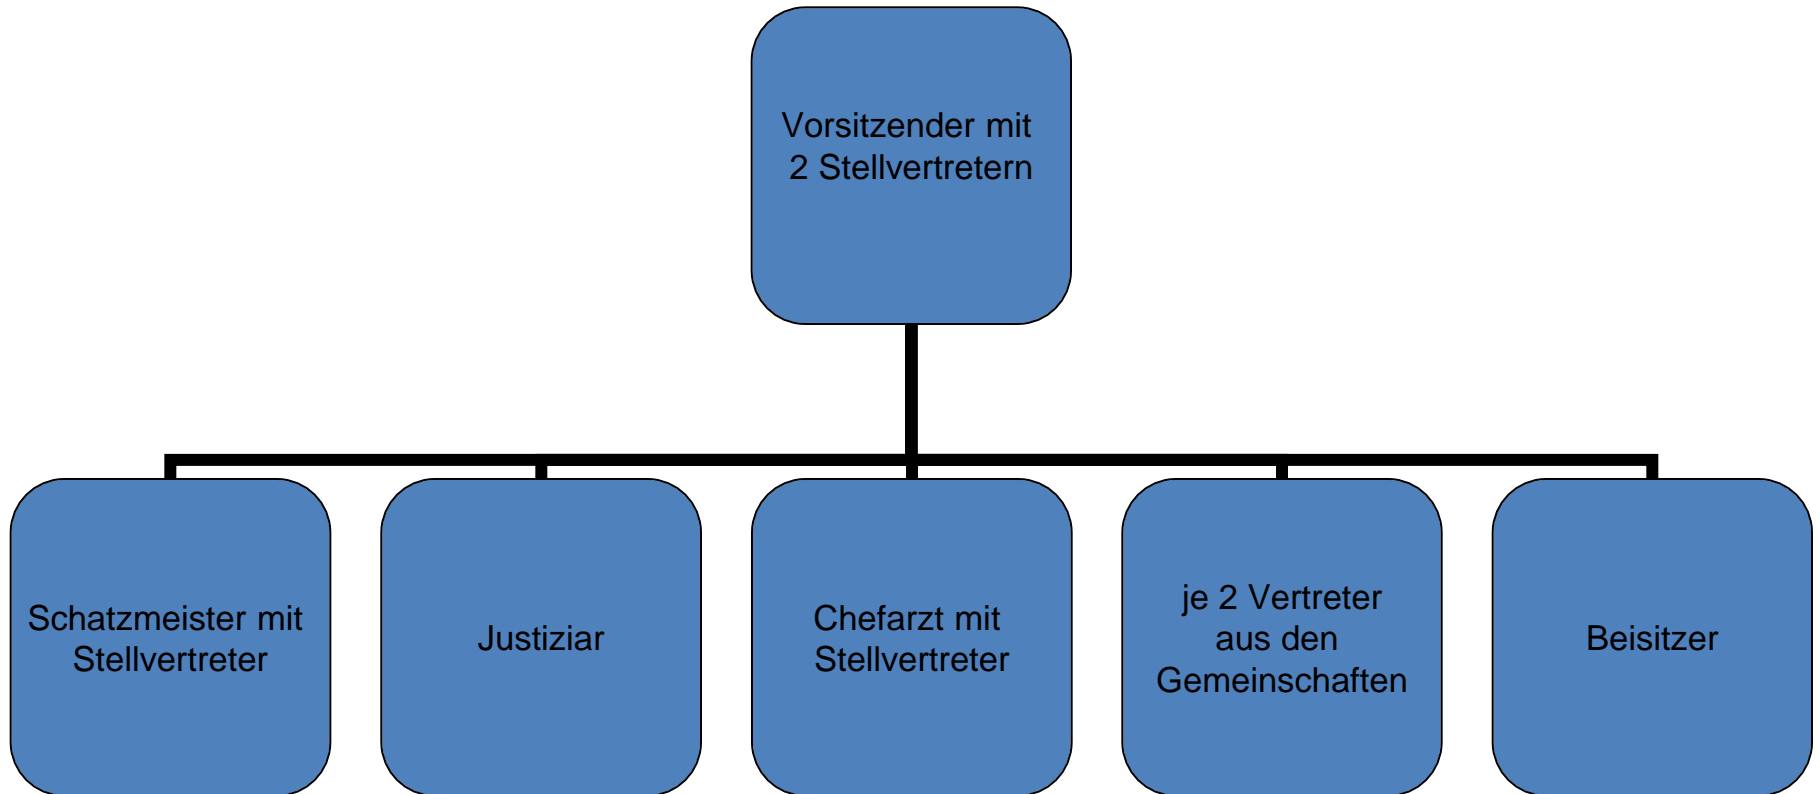 Vorsitzender mit
2 Stellvertretern
Schatzmeister mit
Stellvertreter
Justiziar
Chefarzt mit
Stellvertreter
je 2 Vertreter
aus den
Gemeinschaften
Beisitzer